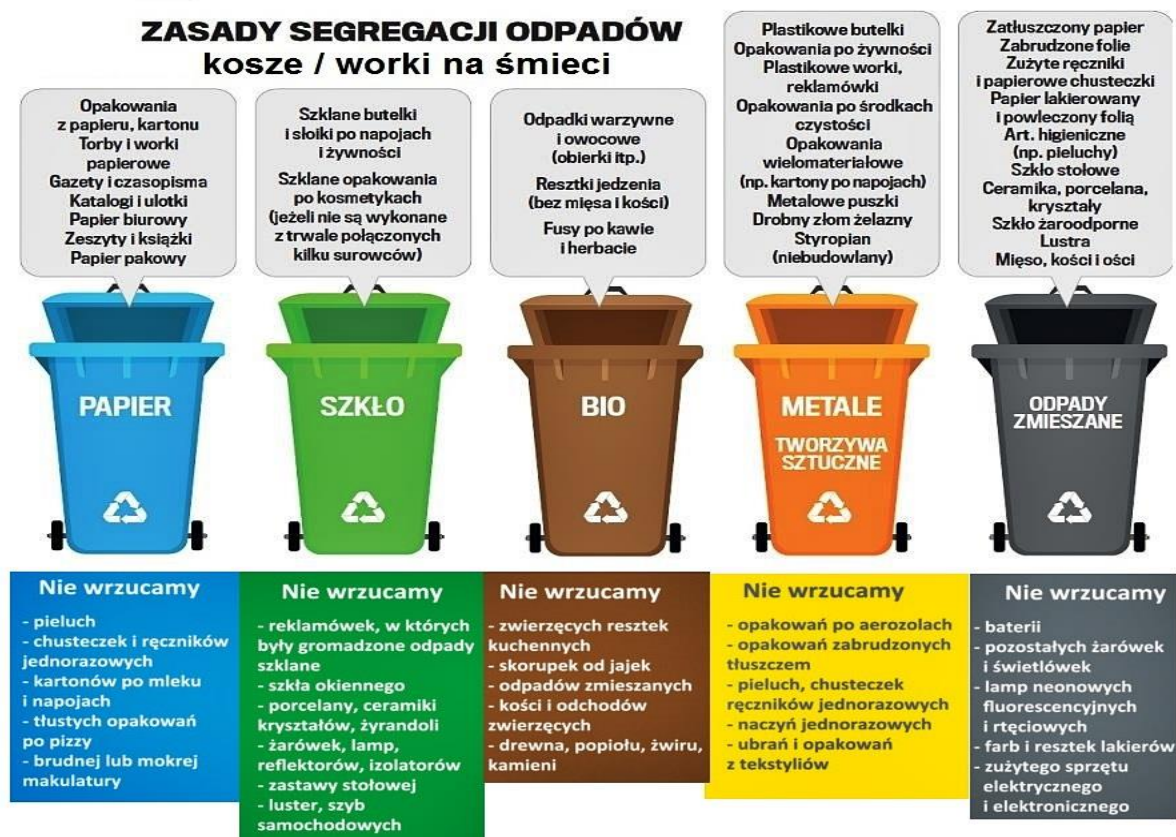 ZASADY SEGREGACJI ODPADÓW
kosze / worki na śmieci
Opakowania
z papieru, kartonu
Torby i worki
papierowe
Gazety i czasopisma
Katalogi i ulotki
Papier biurowy
Zeszyty i książki
Papier pakowy
Szklane butelki
i słoiki po napojach
i żywności
Szklane opakowania
po kosmetykach
(jeżeli nie są wykonane
z trwale połączonych
kilku surowców)
Odpadki warzywne
i owocowe
(obierki itp.)
Resztki jedzenia
(bez mięsa i kości)
Fusy po kawie
i herbacie
Plastikowe butelki
Opakowania po żywności
Plastikowe worki,
reklamówki
Opakowania po środkach
czystości
Opakowania
wielomateriałowe
(np. kartony po napojach)
Metalowe puszki
Drobny złom żelazny
Styropian
(niebudowlany)
Zatłuszczony papier
Zabrudzone folie
Zużyte ręczniki
i papierowe chusteczki
Papier lakierowany
i powleczony folią
Art. higieniczne
(np. pieluchy)
Szkło stołowe
Ceramika, porcelana,
kryształy
Szkło żaroodporne
Lustra
Mięso, kości i ości
PAPIER
SZKŁO
BIO
METALE
TWORZYWA
SZTUCZNE
ODPADY
ZMIESZANE
Nie wrzucamy
- pieluch
- chusteczek i ręczników
jednorazowych
- kartonów po mleku
i napojach
- tłustych opakowań
po pizzy
- brudnej lub mokrej
makulatury
Nie wrzucamy
- reklamówek, w których
były gromadzone odpady
szklane
- szkła okiennego
- porcelany, ceramiki
kryształów, żyrandoli
- żarówek, lamp,
reflektorów, izolatorów
- zastawy stołowej
- luster, szyb
samochodowych
Nie wrzucamy
- zwierzęcych resztek
kuchennych
- skorupek od jajek
- odpadów zmieszanych
- kości i odchodów
zwierzęcych
- drewna, popiołu, żwiru,
kamieni
Nie wrzucamy
- opakowań po aerozolach
- opakowań zabrudzonych
tłuszczem
- pieluch, chusteczek
ręczników jednorazowych
- naczyń jednorazowych
- ubrań i opakowań
z tekstyliów
Nie wrzucamy
- baterii
- pozostałych żarówek
i świetlówek
- lamp neonowych
fluorescencyjnych
i rtęciowych
- farb i resztek lakierów
- zużytego sprzętu
elektrycznego
i elektronicznego